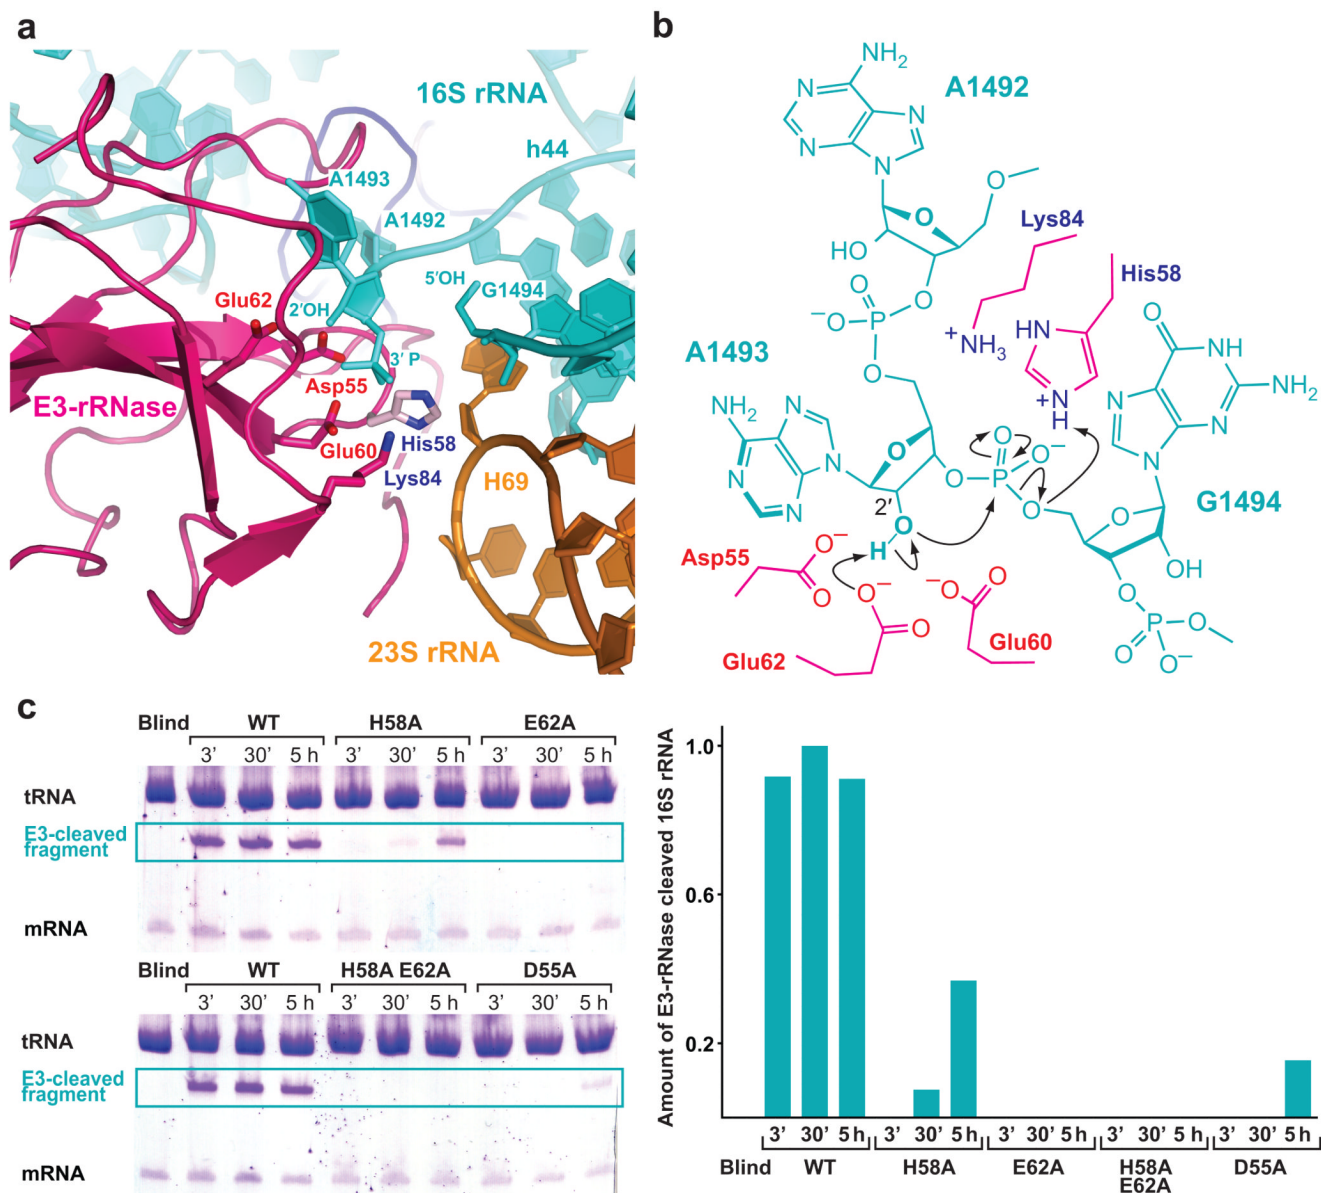 a
16S rRNA
h44
A1493
A1492
5′OH
G1494
Glu62
2′OH
3′ P
Asp55
E3-rRNase
Glu60
His58
Lys84
H69
23S rRNA
b
NH2
A1492
N
N
N
N
N
O
O
Lys84
HO
His58
O
O
−O
P
+
NH3
HN
O
A1493
O
+
NH
N
NH
NH2
NH2
N
N
N
N
N
O
O
O−
N
O
P
O
O
G1494
2′
O
H
OH
Asp55
O−
O
O−
−O
O
O
P
O
O
O−
O
Glu60
Glu62
c
Blind WT H58A E62A
3’ 30’ 5 h 3’ 30’ 5 h 3’ 30’ 5 h
tRNA
E3-cleaved
fragment
mRNA
Blind WT H58A E62A D55A
3’ 30’ 5 h 3’ 30’ 5 h 3’ 30’ 5 h
tRNA
E3-cleaved
fragment
mRNA
Amount of E3-rRNase cleaved 16S rRNA
1.0
0.6
0.2
3’ 30’ 5 h 3’ 30’ 5 h 3’ 30’ 5 h 3’ 30’ 5 h 3’ 30’ 5 h
Blind WT H58A E62A H58A D55A
E62A